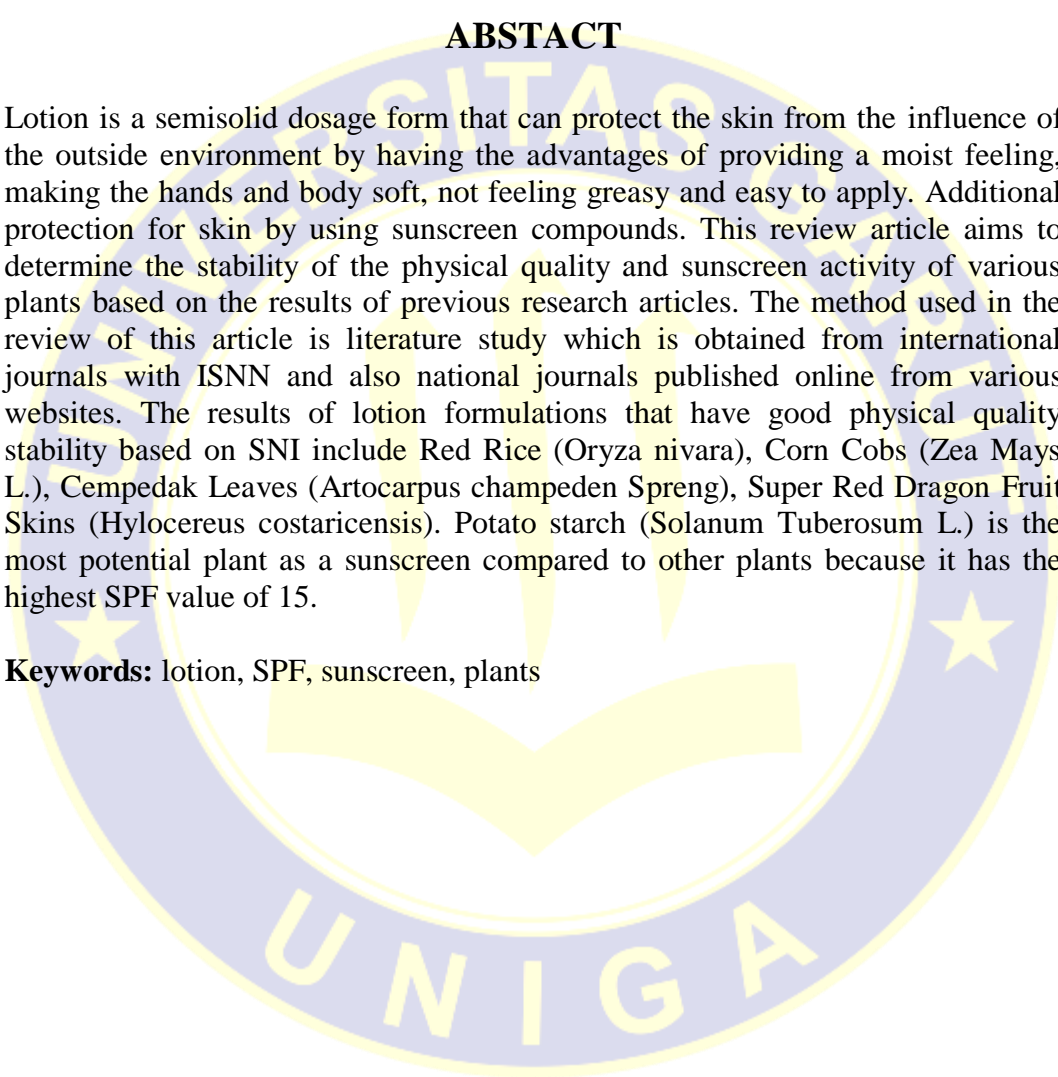 ABSTACT
Lotion is a semisolid dosage form that can protect the skin from the influence of
the outside environment by having the advantages of providing a moist feeling,
making the hands and body soft, not feeling greasy and easy to apply. Additional
protection for skin by using sunscreen compounds. This review article aims to
determine the stability of the physical quality and sunscreen activity of various
plants based on the results of previous research articles. The method used in the
review of this article is literature study which is obtained from international
journals with ISNN and also national journals published online from various
websites. The results of lotion formulations that have good physical quality
stability based on SNI include Red Rice (Oryza nivara), Corn Cobs (Zea Mays
L.), Cempedak Leaves (Artocarpus champeden Spreng), Super Red Dragon Fruit
Skins (Hylocereus costaricensis). Potato starch (Solanum Tuberosum L.) is the
most potential plant as a sunscreen compared to other plants because it has the
highest SPF value of 15.
Keywords: lotion, SPF, sunscreen, plants
UNIVERSITAS GARUT
UNIGA